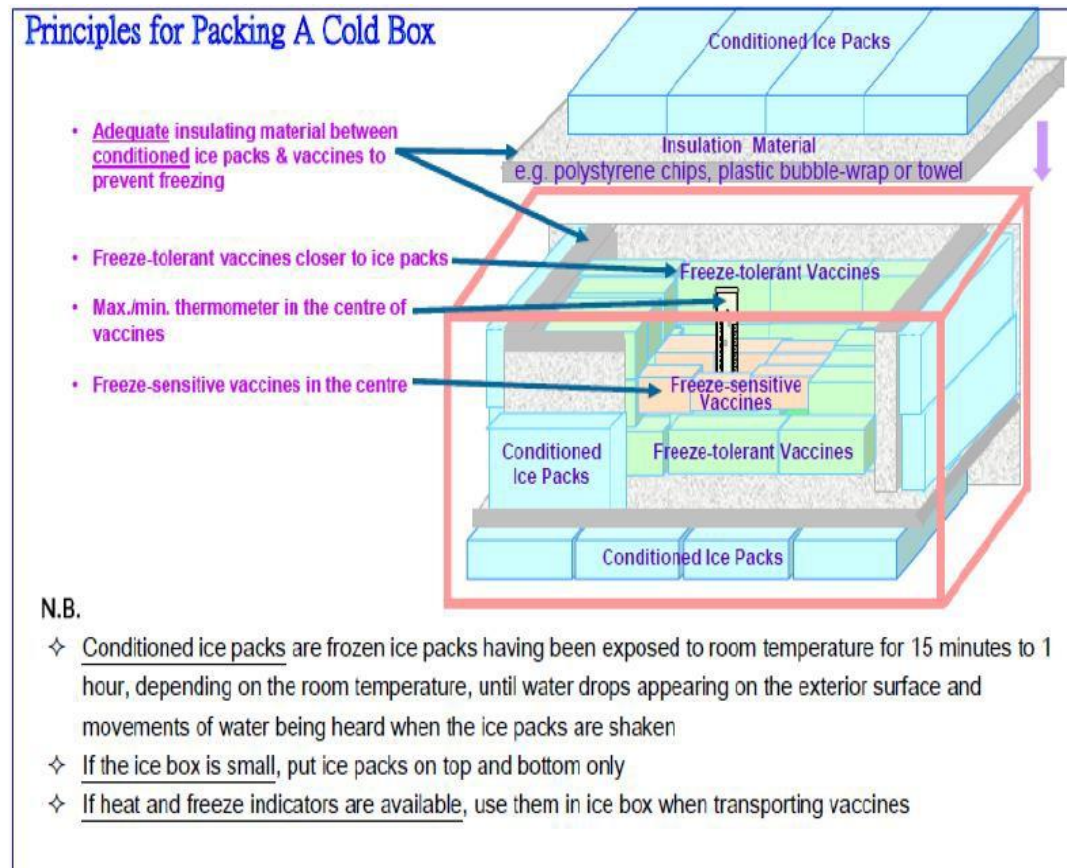 Principles for Packing A Cold Box
Conditioned Ice Packs
Insulation Material
e.g. polystyrene chips, plastic bubble-wrap or towel
• Adequate insulating material between
conditioned ice packs & vaccines to
prevent freezing
• Freeze-tolerant vaccines closer to ice packs
Freeze-tolerant Vaccines
• Max./min. thermometer in the centre of
vaccines
• Freeze-sensitive vaccines in the centre
Freeze-sensitive
Vaccines
Conditioned
Ice Packs
Freeze-tolerant Vaccines
Conditioned Ice Packs
N.B.
✧ Conditioned ice packs are frozen ice packs having been exposed to room temperature for 15 minutes to 1
hour, depending on the room temperature, until water drops appearing on the exterior surface and
movements of water being heard when the ice packs are shaken
✧ If the ice box is small, put ice packs on top and bottom only
✧ If heat and freeze indicators are available, use them in ice box when transporting vaccines